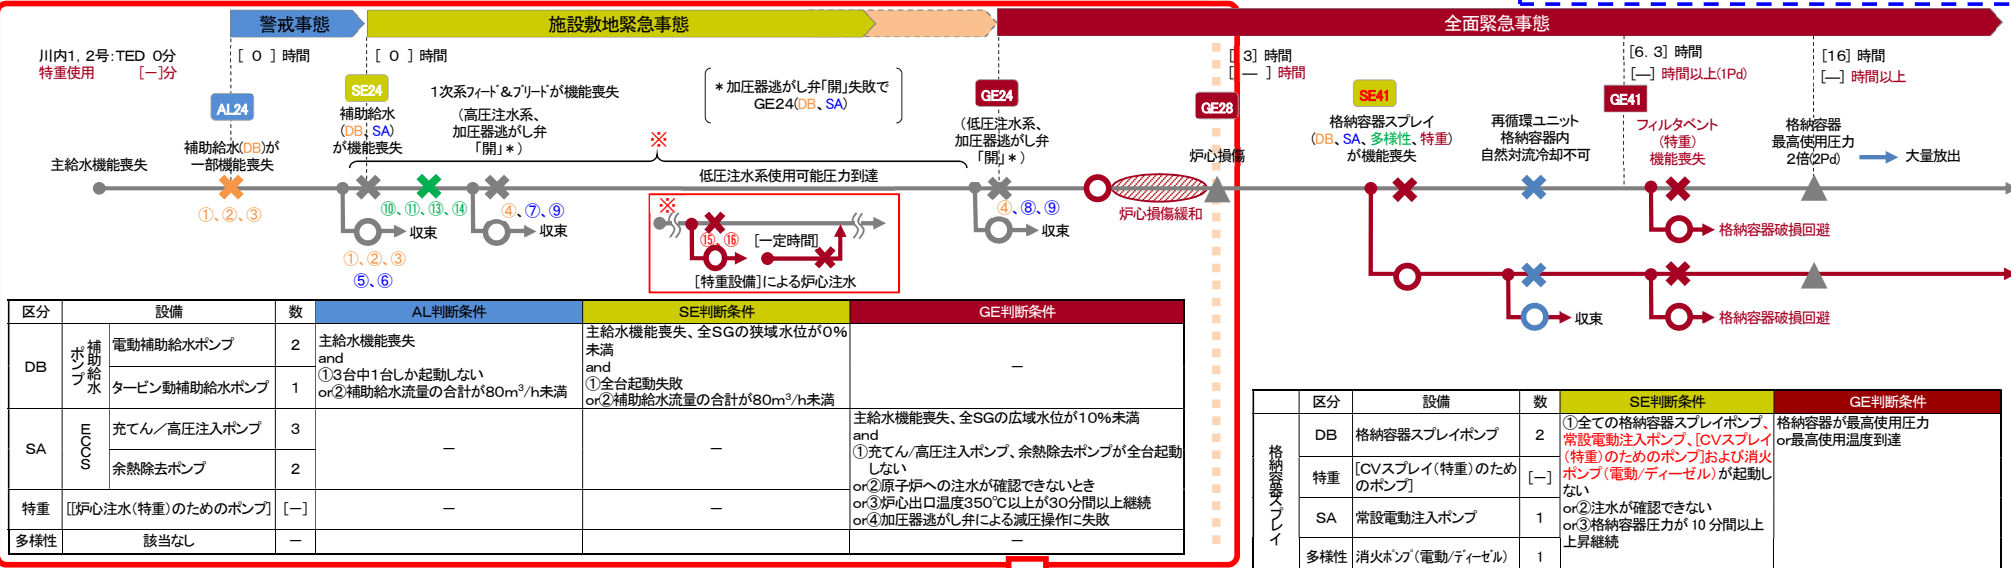 警戒事態
施設敷地緊急事態
全面緊急事態
川内1, 2号:TED 0分
特重使用 [ー]分
[ 0 ] 時間
[ 0 ] 時間
[ 3] 時間
[ ― ] 時間
[6. 3] 時間
[―] 時間以上(1Pd)
[16] 時間
[―] 時間以上
AL24
SE24
GE24
GE28
SE41
GE41
主給水機能喪失
補助給水(DB)が
一部機能喪失
①、②、③
補助給水
(DB、SA)
が機能喪失
1次系フィード&ブリードが機能喪失
(高圧注水系、
加圧器逃がし弁
「開」*)
*加圧器逃がし弁「開」失敗で
GE24(DB、SA)
※
(低圧注水系、
加圧器逃がし弁
「開」*)
炉心損傷
低圧注水系使用可能圧力到達
格納容器スプレイ
(DB、SA、多様性、特重)
が機能喪失
再循環ユニット
格納容器内
自然対流冷却不可
フィルタベント
(特重)
機能喪失
格納容器
最高使用圧力
2倍(2Pd)
大量放出
⑩、⑪、⑬、⑭
収束
①、②、③
⑤、⑥
④、⑦、⑨
収束
※
⑮、⑯
[一定時間]
[特重設備]による炉心注水
④、⑧、⑨
収束
炉心損傷緩和
格納容器破損回避
収束
格納容器破損回避
区分 設備 数 AL判断条件 SE判断条件 GE判断条件
DB 補助給水ポンプ 電動補助給水ポンプ 2
タービン動補助給水ポンプ 1
主給水機能喪失
and
①3台中1台しか起動しない
or②補助給水流量の合計が80m³/h未満
主給水機能喪失、全SGの狭域水位が0%
未満
and
①全台起動失敗
or②補助給水流量の合計が80m³/h未満
－
SA ECCS 充てん／高圧注入ポンプ 3
余熱除去ポンプ 2
－ －
主給水機能喪失、全SGの広域水位が10%未満
and
①充てん/高圧注入ポンプ、余熱除去ポンプが全台起動
しない
or②原子炉への注水が確認できないとき
or③炉心出口温度350℃以上が30分間以上継続
or④加圧器逃がし弁による減圧操作に失敗
特重 [[炉心注水(特重)のためのポンプ] [－] － －
多様性 該当なし － －
区分 設備 数 SE判断条件 GE判断条件
格納容器スプレイ
DB 格納容器スプレイポンプ 2
特重 [CVスプレイ(特重)のため
のポンプ] [－]
SA 常設電動注入ポンプ 1
多様性 消火ポンプ(電動/ディーゼル) 1
①全ての格納容器スプレイポンプ、
常設電動注入ポンプ、[CVスプレイ
(特重)のためのポンプ]および消火
ポンプ(電動/ディーゼル)が起動し
ない
or②注水が確認できない
or③格納容器圧力が 10 分間以上
上昇継続
格納容器が最高使用圧力
or最高使用温度到達